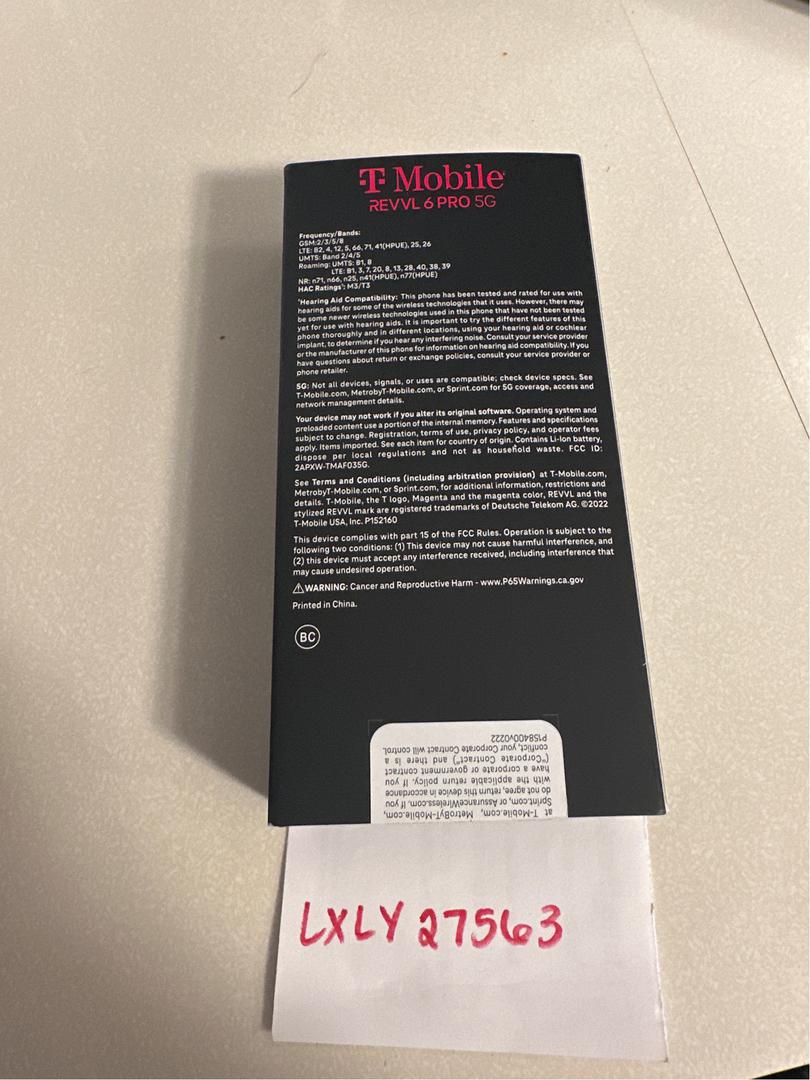 T Mobile
REVVL 6 PRO 5G
Frequency/Bands:
GSM:2/3/5/8
LTE: B2, 4, 12, 5, 66, 71, 41(HPUE), 25, 26
UMTS: Band 2/4/5
Roaming: UMTS: B1, 8
LTE: B1, 3, 7, 20, 8, 13, 28, 40, 38, 39
NR: n71, n66, n25, n41(HPUE), n77(HPUE)
HAC Ratings¹: M3/T3
¹Hearing Aid Compatibility: This phone has been tested and rated for use with
hearing aids for some of the wireless technologies that it uses. However, there may
be some newer wireless technologies used in this phone that have not been tested
yet for use with hearing aids. It is important to try the different features of this
phone thoroughly and in different locations, using your hearing aid or cochlear
implant, to determine if you hear any interfering noise. Consult your service provider
or the manufacturer of this phone for information on hearing aid compatibility. If you
have questions about return or exchange policies, consult your service provider or
phone retailer.
5G: Not all devices, signals, or uses are compatible; check device specs. See
T-Mobile.com, MetrobyT-Mobile.com, or Sprint.com for 5G coverage, access and
network management details.
Your device may not work if you alter its original software. Operating system and
preloaded content use a portion of the internal memory. Features and specifications
subject to change. Registration, terms of use, privacy policy, and operator fees
apply. Items imported. See each item for country of origin. Contains Li-Ion battery,
dispose per local regulations and not as household waste. FCC ID:
2APXW-TMAF035G.
See Terms and Conditions (including arbitration provision) at T-Mobile.com,
MetrobyT-Mobile.com, or Sprint.com, for additional information, restrictions and
details. T-Mobile, the T logo, Magenta and the magenta color, REVVL and the
stylized REVVL mark are registered trademarks of Deutsche Telekom AG. ©2022
T-Mobile USA, Inc. P152160
This device complies with part 15 of the FCC Rules. Operation is subject to the
following two conditions: (1) This device may not cause harmful interference, and
(2) this device must accept any interference received, including interference that
may cause undesired operation.
⚠WARNING: Cancer and Reproductive Harm - www.P65Warnings.ca.gov
Printed in China.
BC
at T-Mobile.com, MetroByT-Mobile.com,
Sprint.com, or AssuranceWireless.com. If you
do not agree, return this device in accordance
with the applicable return policy. If you
have a corporate or government contract
("Corporate Contract") and there is a
conflict, your Corporate Contract will control.
P158400v0222
LXLY 27563